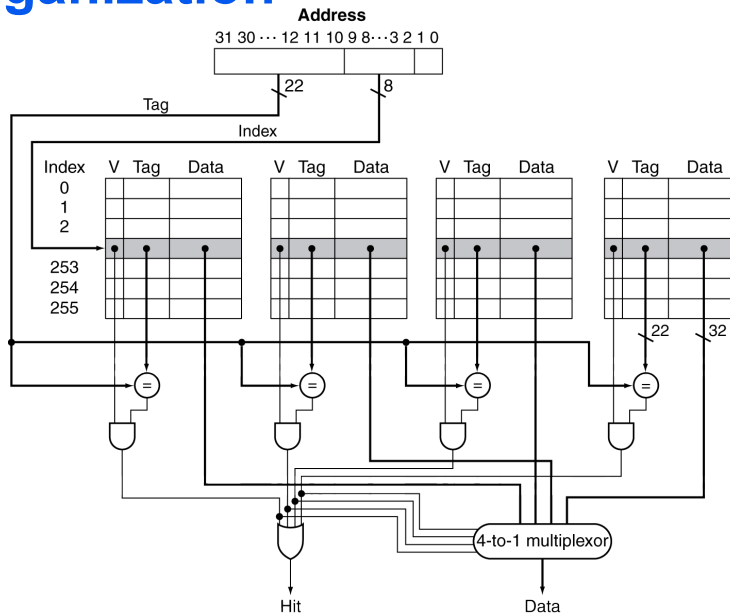 ganization
Address
31 30 ··· 12 11 10 9 8 ··· 3 2 1 0
22
8
Tag
Index
Index V Tag Data V Tag Data V Tag Data V Tag Data
0
1
2
253
254
255
22 32
= = = =
4-to-1 multiplexor
Hit Data